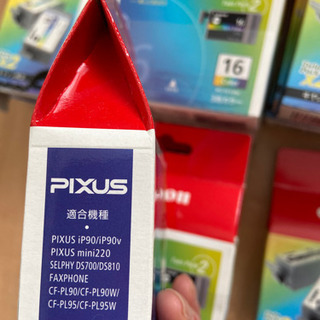 PIXUS
適合機種
PIXUS iP90/iP90v
PIXUS mini220
SELPHY DS700/DS810
FAXPHONE
CF-PL90/CF-PL90W/
CF-PL95/CF-PL95W
16
2